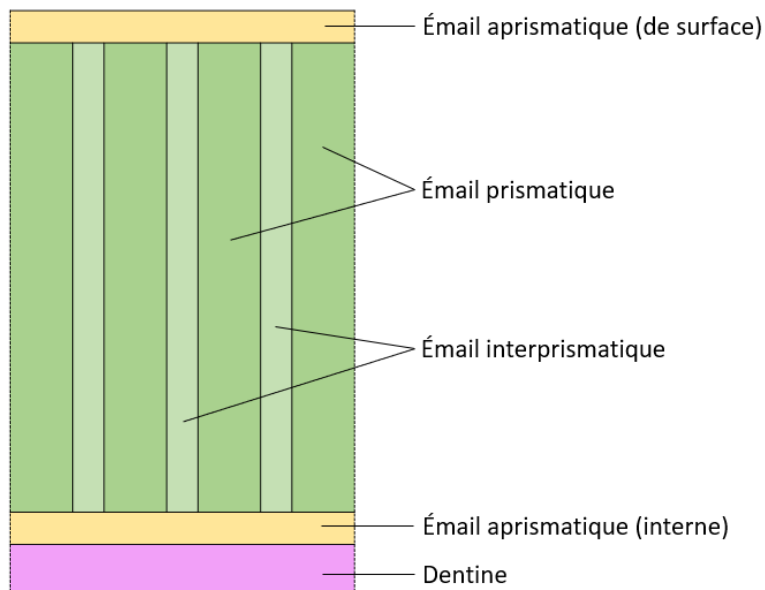 Émail aprismatique (de surface)
Émail prismatique
Émail interprismatique
Émail aprismatique (interne)
Dentine